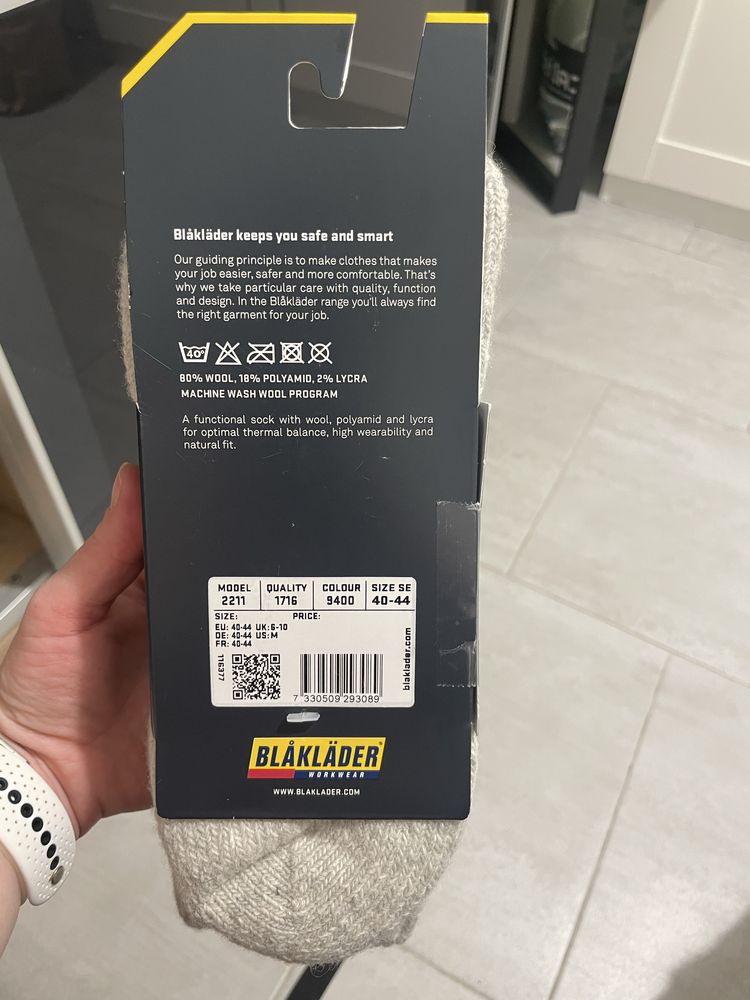 Blåkläder keeps you safe and smart
Our guiding principle is to make clothes that makes
your job easier, safer and more comfortable. That's
why we take particular care with quality, function
and design. In the Blåkläder range you'll always find
the right garment for your job.
40°
80% WOOL, 18% POLYAMID, 2% LYCRA
MACHINE WASH WOOL PROGRAM
A functional sock with wool, polyamid and lycra
for optimal thermal balance, high wearability and
natural fit.
MODEL QUALITY COLOUR SIZE SE
2211 1716 9400 40-44
SIZE: PRICE:
EU: 40-44 UK: 6-10
DE: 40-44 US: M
FR: 40-44
116377
blaklader.com
7 330509 293089
BLÅKLÄDER®
WORKWEAR
WWW.BLAKLADER.COM